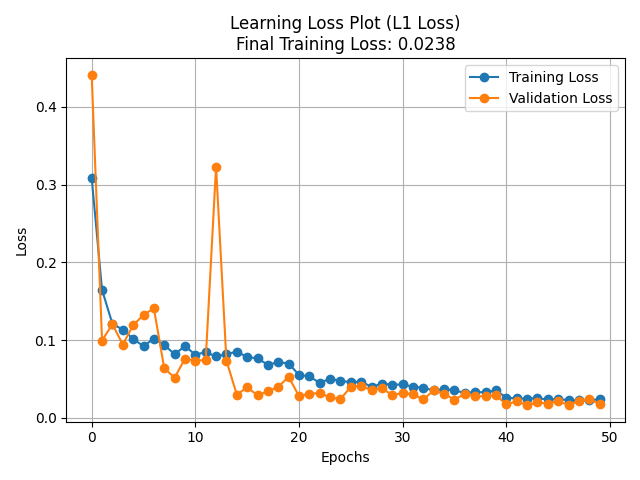 Learning Loss Plot (L1 Loss)
Final Training Loss: 0.0238
Training Loss
Validation Loss
Loss
0.4
0.3
0.2
0.1
0.0
0 10 20 30 40 50
Epochs